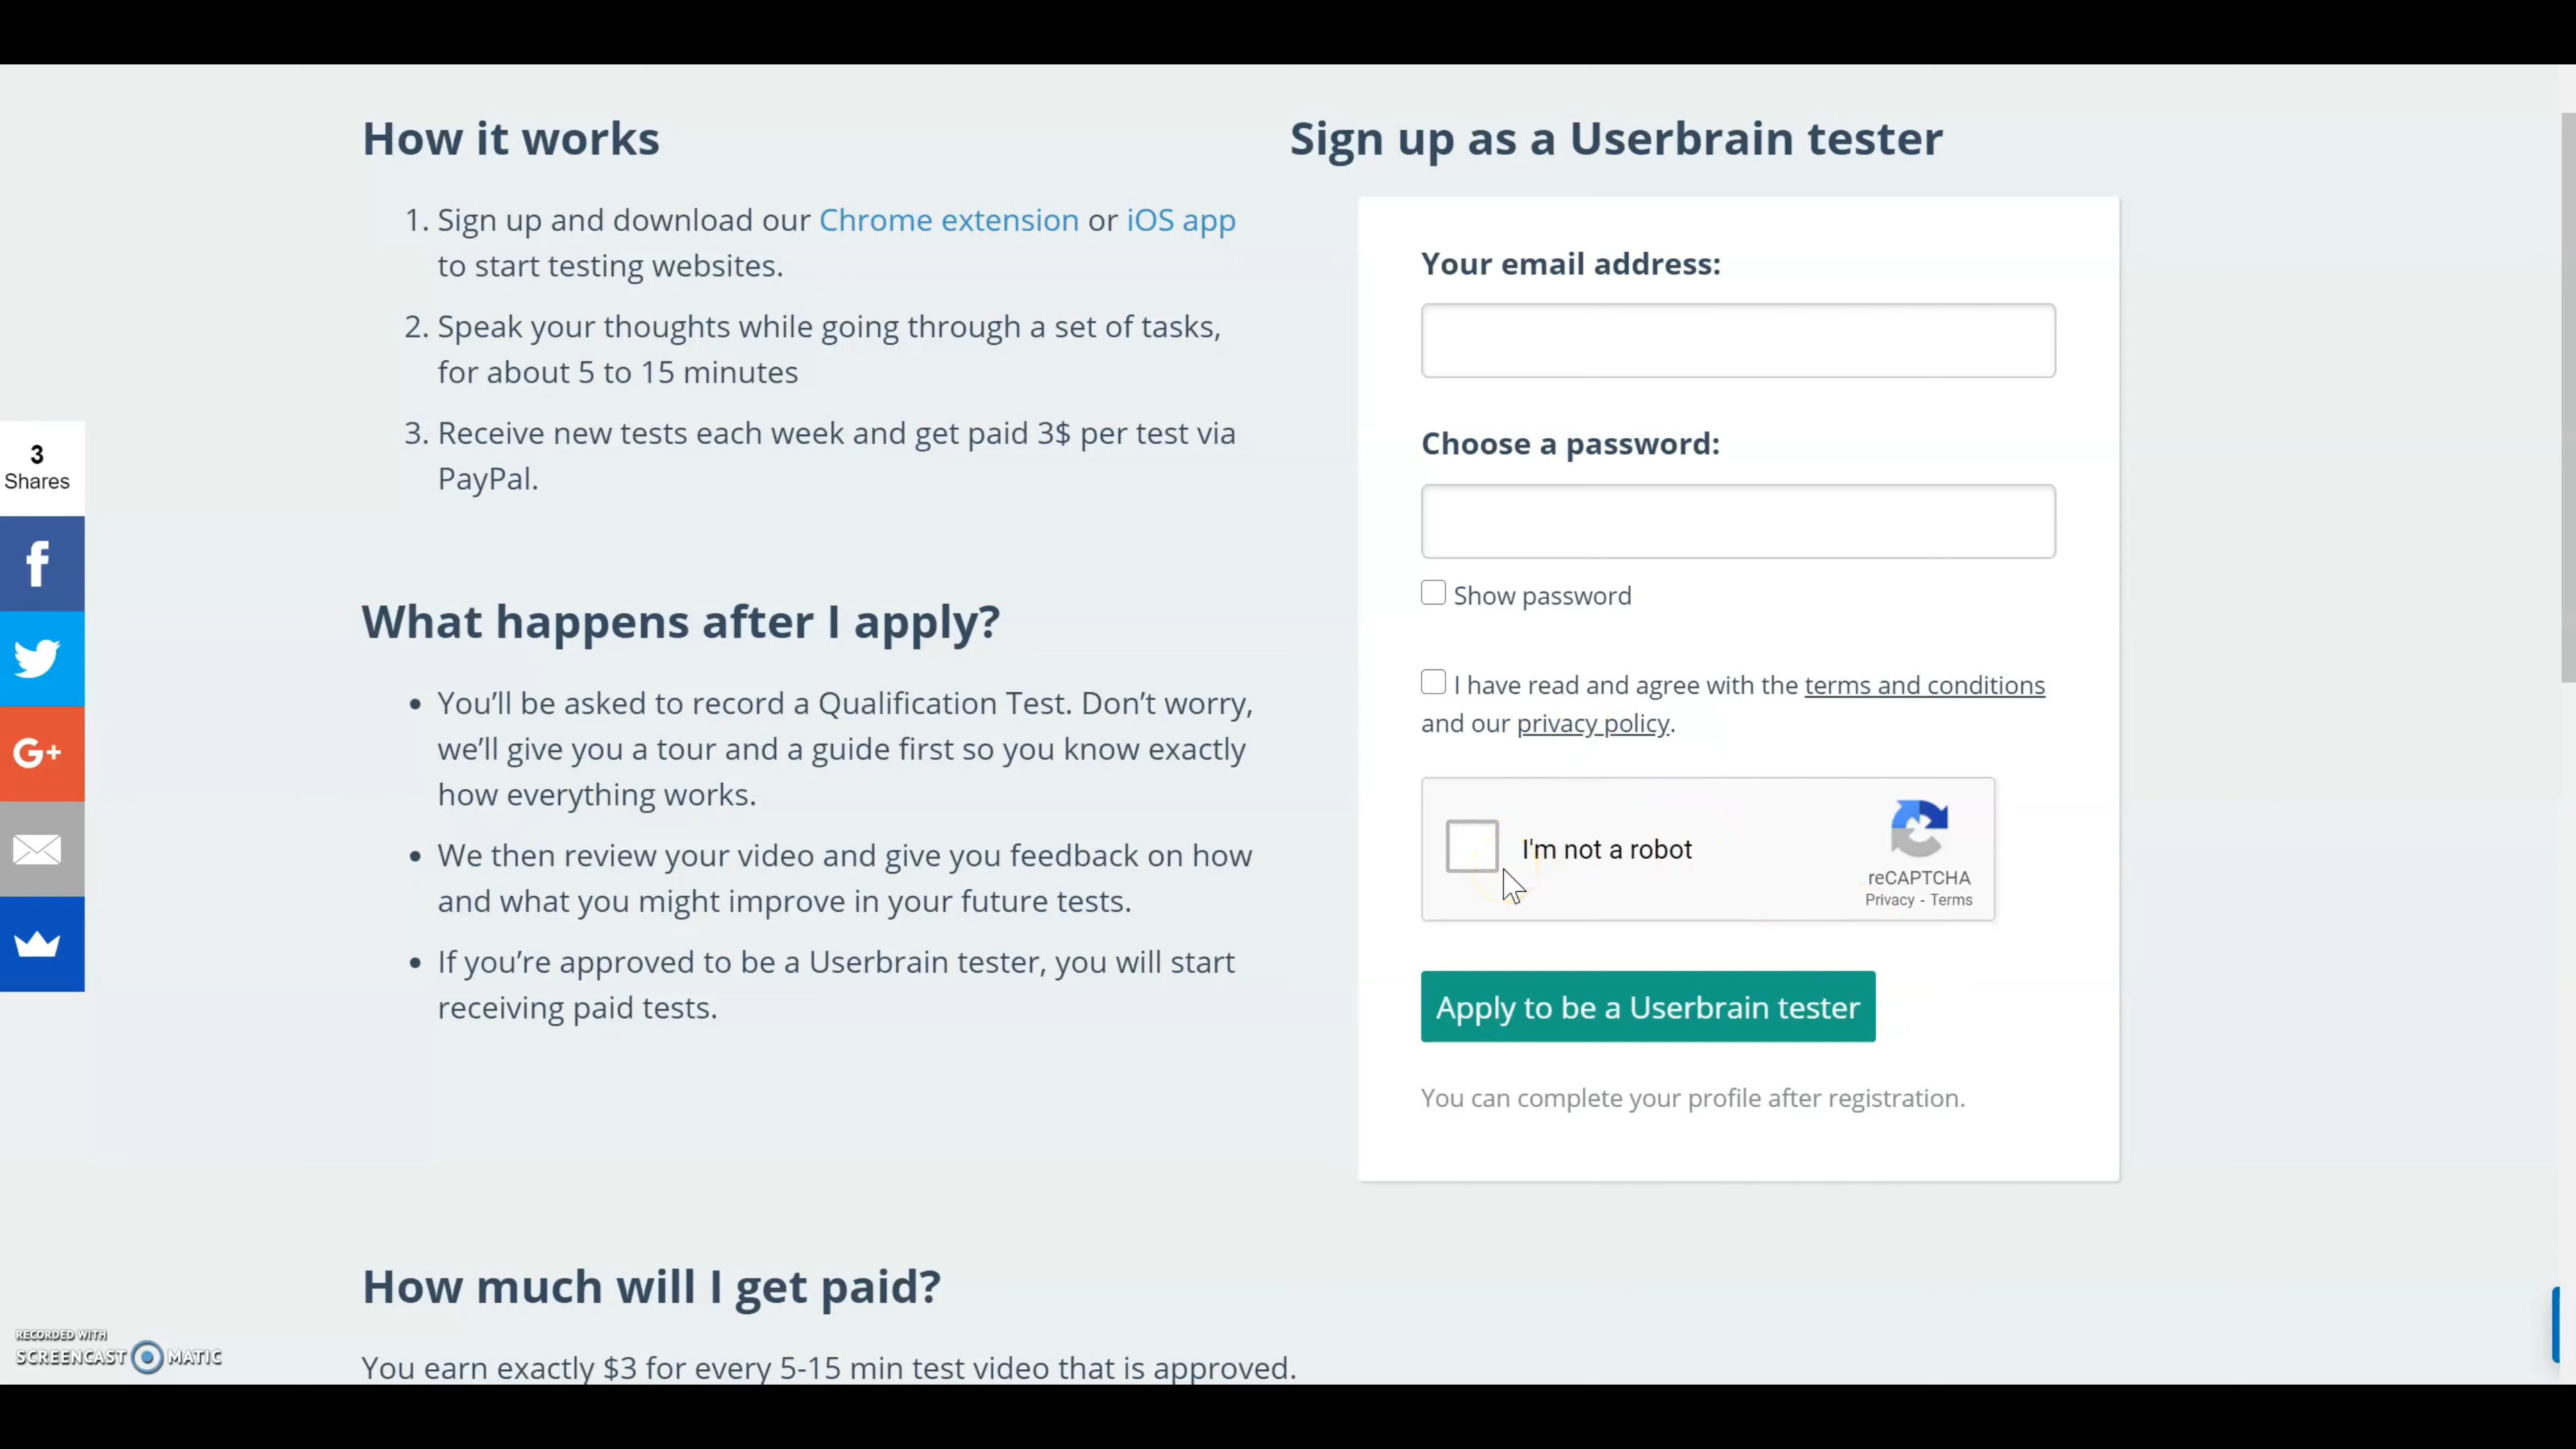 How it works
1. Sign up and download our Chrome extension or iOS app
to start testing websites.
2. Speak your thoughts while going through a set of tasks,
for about 5 to 15 minutes
3. Receive new tests each week and get paid 3$ per test via
PayPal.
3
Shares
f
G+
What happens after I apply?
• You'll be asked to record a Qualification Test. Don't worry,
we'll give you a tour and a guide first so you know exactly
how everything works.
• We then review your video and give you feedback on how
and what you might improve in your future tests.
• If you're approved to be a Userbrain tester, you will start
receiving paid tests.
How much will I get paid?
You earn exactly $3 for every 5-15 min test video that is approved.
Sign up as a Userbrain tester
Your email address:
Choose a password:
Show password
I have read and agree with the terms and conditions
and our privacy policy.
I'm not a robot
reCAPTCHA
Privacy - Terms
Apply to be a Userbrain tester
You can complete your profile after registration.
RECORDED WITH
SCREENCAST MATIC